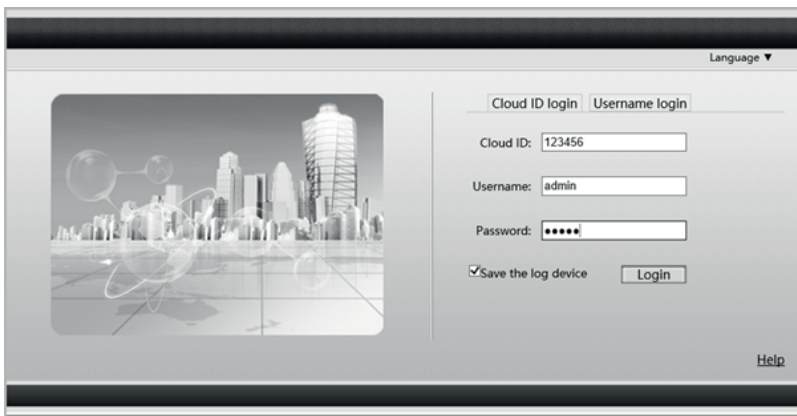 Language ▼
Cloud ID login Username login
Cloud ID: 123456
Username: admin
Password: •••••
Save the log device Login
Help